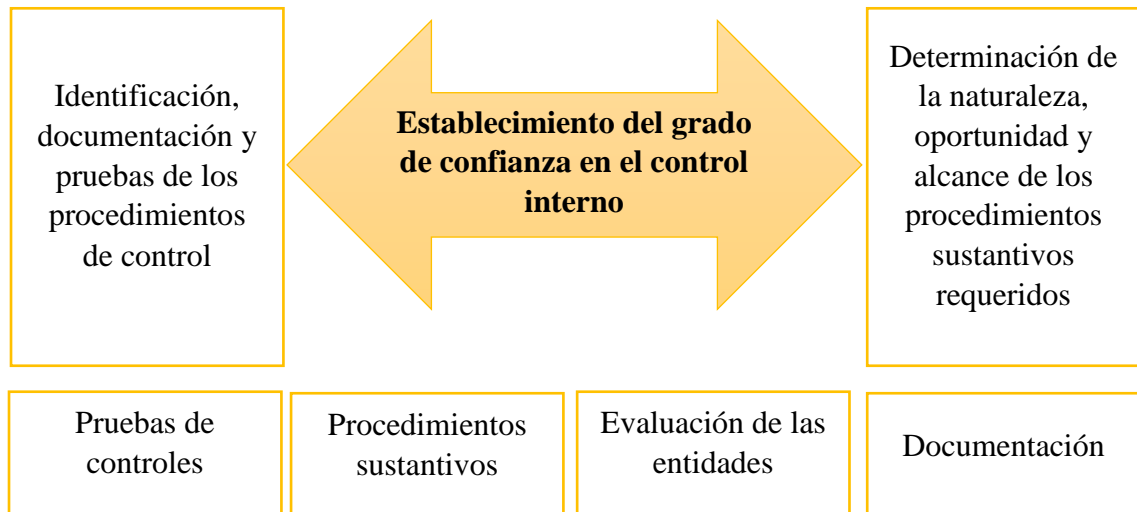 Identificación,
documentación y
pruebas de los
procedimientos
de control
Establecimiento del grado
de confianza en el control
interno
Determinación de
la naturaleza,
oportunidad y
alcance de los
procedimientos
sustantivos
requeridos
Pruebas de
controles
Procedimientos
sustantivos
Evaluación de las
entidades
Documentación